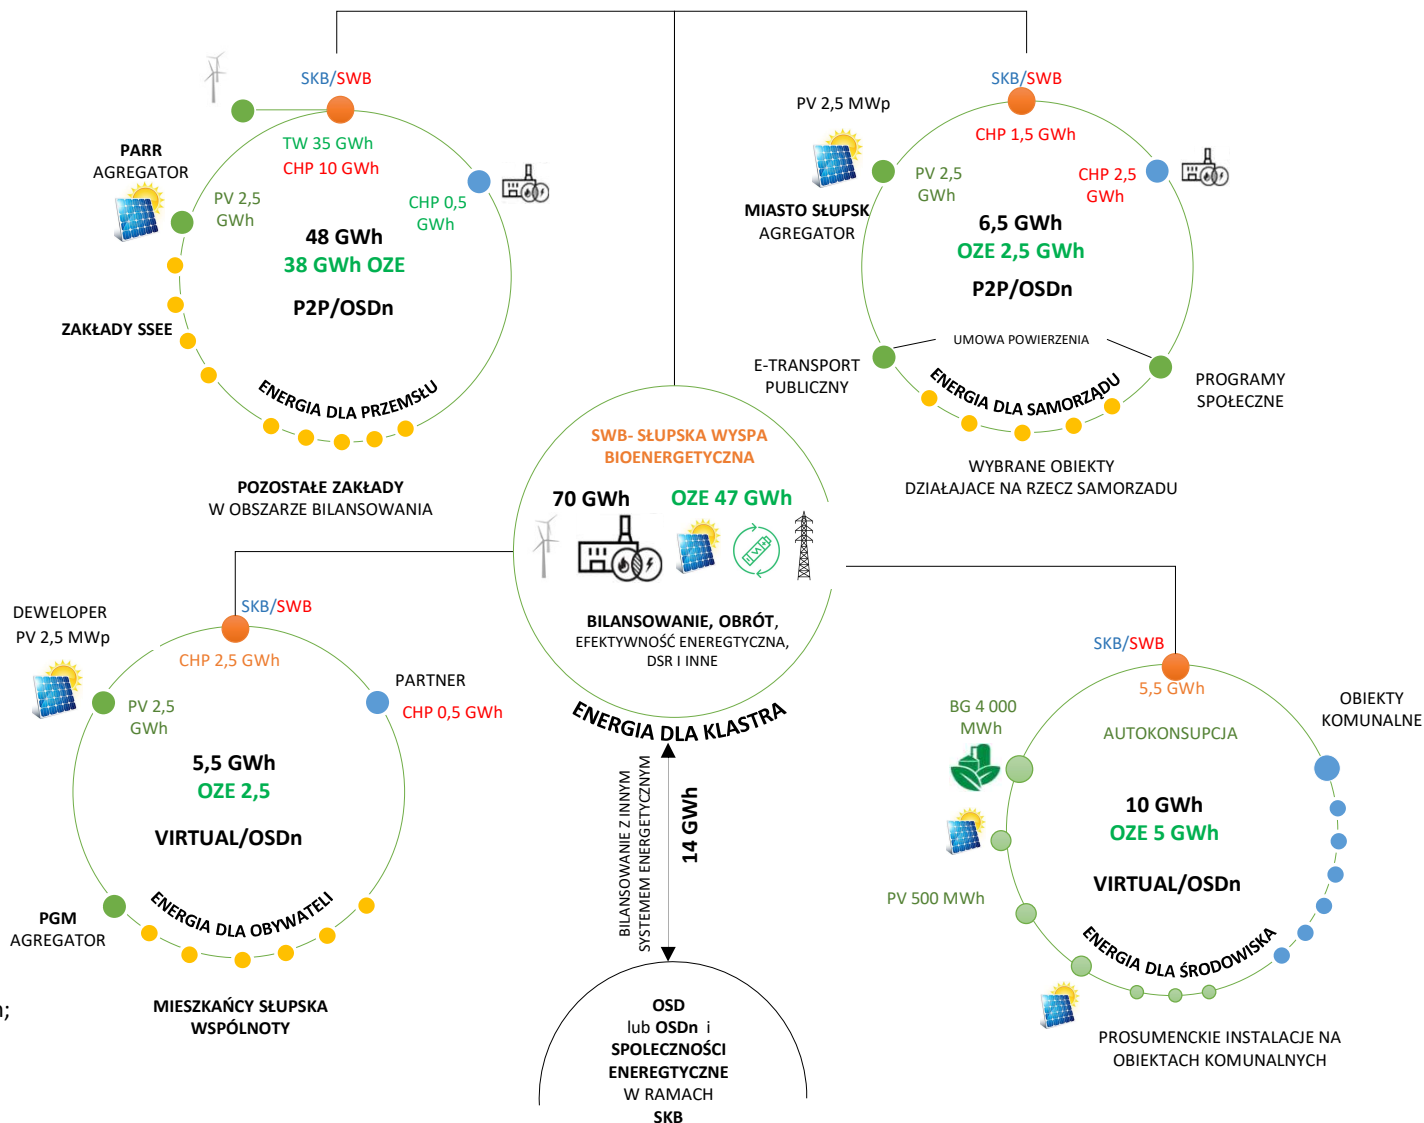 SKB/SWB
TW 35 GWh
CHP 10 GWh
PARR
AGREGATOR
PV 2,5
GWh
CHP 0,5
GWh
48 GWh
38 GWh OZE
P2P/OSDn
ZAKŁADY SSEE
ENERGIA DLA PRZEMSŁU
POZOSTAŁE ZAKŁADY
W OBSZARZE BILANSOWANIA
SKB/SWB
PV 2,5 MWp
CHP 1,5 GWh
PV 2,5
GWh
CHP 2,5
GWh
MIASTO SŁUPSK
AGREGATOR
6,5 GWh
OZE 2,5 GWh
P2P/OSDn
UMOWA POWIERZENIA
E-TRANSPORT
PUBLICZNY
PROGRAMY
SPOŁECZNE
ENERGIA DLA SAMORZĄDU
WYBRANE OBIEKTY
DZIAŁAJACE NA RZECZ SAMORZADU
SWB- SŁUPSKA WYSPA
BIOENERGETYCZNA
70 GWh
OZE 47 GWh
BILANSOWANIE, OBRÓT,
EFEKTYWNOŚĆ ENEREGTYCZNA,
DSR I INNE
ENERGIA DLA KLASTRA
BILANSOWANIE Z INNYM
SYSTEMEM ENERGETYCZNYM
14 GWh
OSD
lub OSDn i
SPOLECZNOŚCI
ENEREGTYCZNE
W RAMACH
SKB
SKB/SWB
DEWELOPER
PV 2,5 MWp
CHP 2,5 GWh
PV 2,5
GWh
PARTNER
CHP 0,5 GWh
5,5 GWh
OZE 2,5
VIRTUAL/OSDn
PGM
AGREGATOR
ENERGIA DLA OBYWATELI
MIESZKAŃCY SŁUPSKA
WSPÓLNOTY
;
SKB/SWB
5,5 GWh
BG 4 000
MWh
AUTOKONSUPCJA
OBIEKTY
KOMUNALNE
10 GWh
OZE 5 GWh
VIRTUAL/OSDn
PV 500 MWh
ENERGIA DLA ŚRODOWISKA
PROSUMENCKIE INSTALACJE NA
OBIEKTACH KOMUNALNYCH